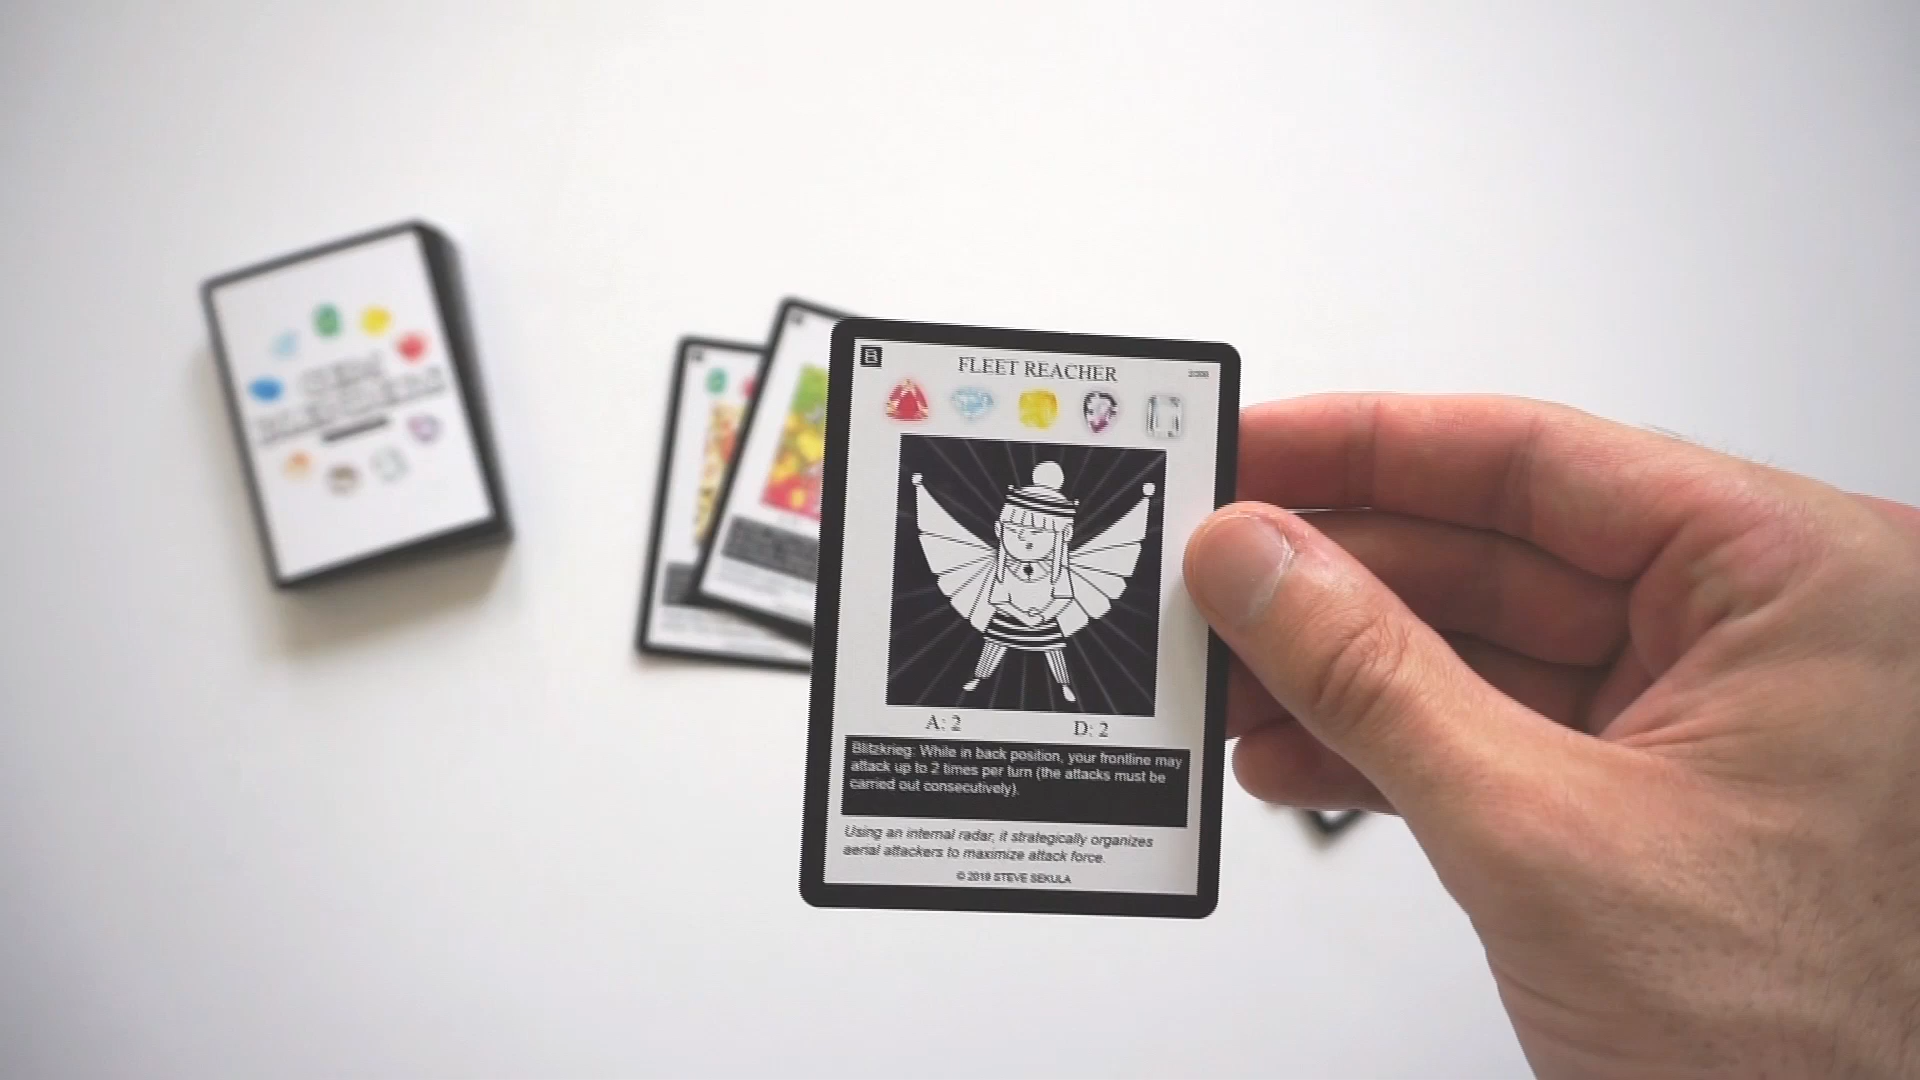 B
FLEET REACHER
A: 2
D: 2
Blitzkrieg: While in back position, your frontline may
attack up to 2 times per turn (the attacks must be
carried out consecutively).
Using an internal radar, it strategically organizes
aerial attackers to maximize attack force.
© 2018 STEVE SEKULA